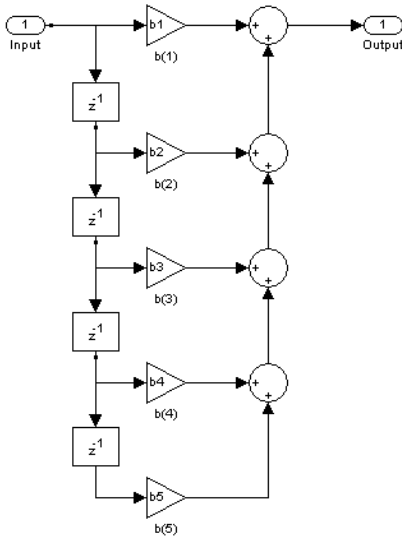 1 b1 + 1
Input b(1) + Output
z-1
b2 +
b(2) +
z-1
b3 +
b(3) +
z-1
b4 +
b(4) +
z-1
b5
b(5)